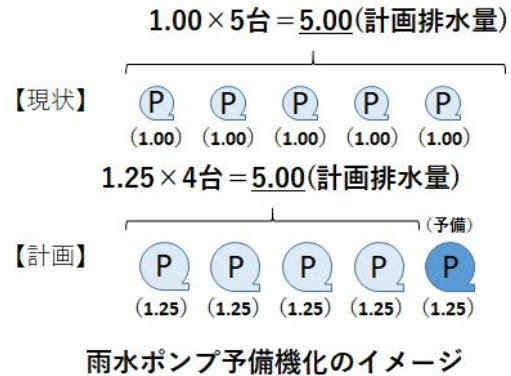 1.00×5台＝5.00(計画排水量)
【現状】
P P P P P
(1.00) (1.00) (1.00) (1.00) (1.00)
1.25×4台＝5.00(計画排水量)
(予備)
【計画】
P P P P P
(1.25) (1.25) (1.25) (1.25) (1.25)
雨水ポンプ予備機化のイメージ